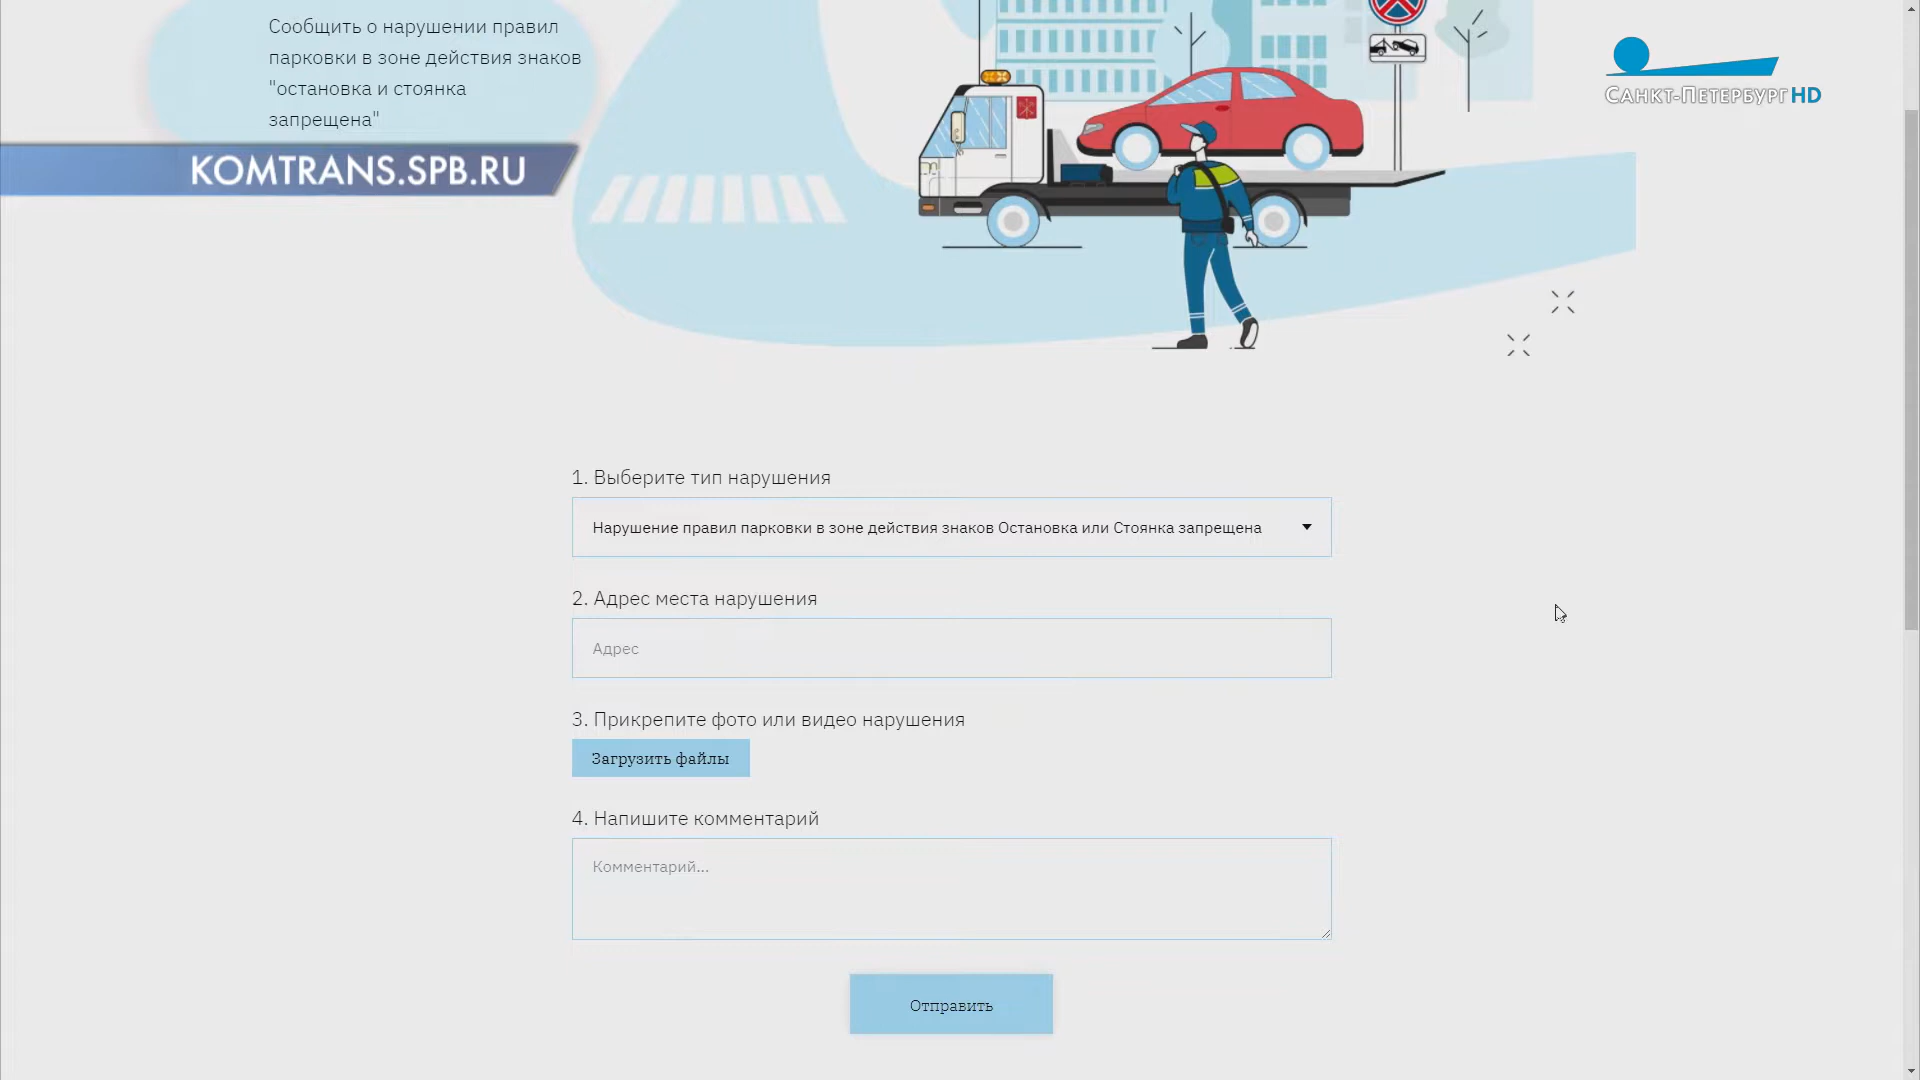 Сообщить о нарушении правил
парковки в зоне действия знаков
"остановка и стоянка
запрещена"
KOMTRANS.SPB.RU
САНКТ-ПЕТЕРБУРГ HD
1. Выберите тип нарушения
Нарушение правил парковки в зоне действия знаков Остановка или Стоянка запрещена
2. Адрес места нарушения
Адрес
3. Прикрепите фото или видео нарушения
Загрузить файлы
4. Напишите комментарий
Комментарий...
Отправить